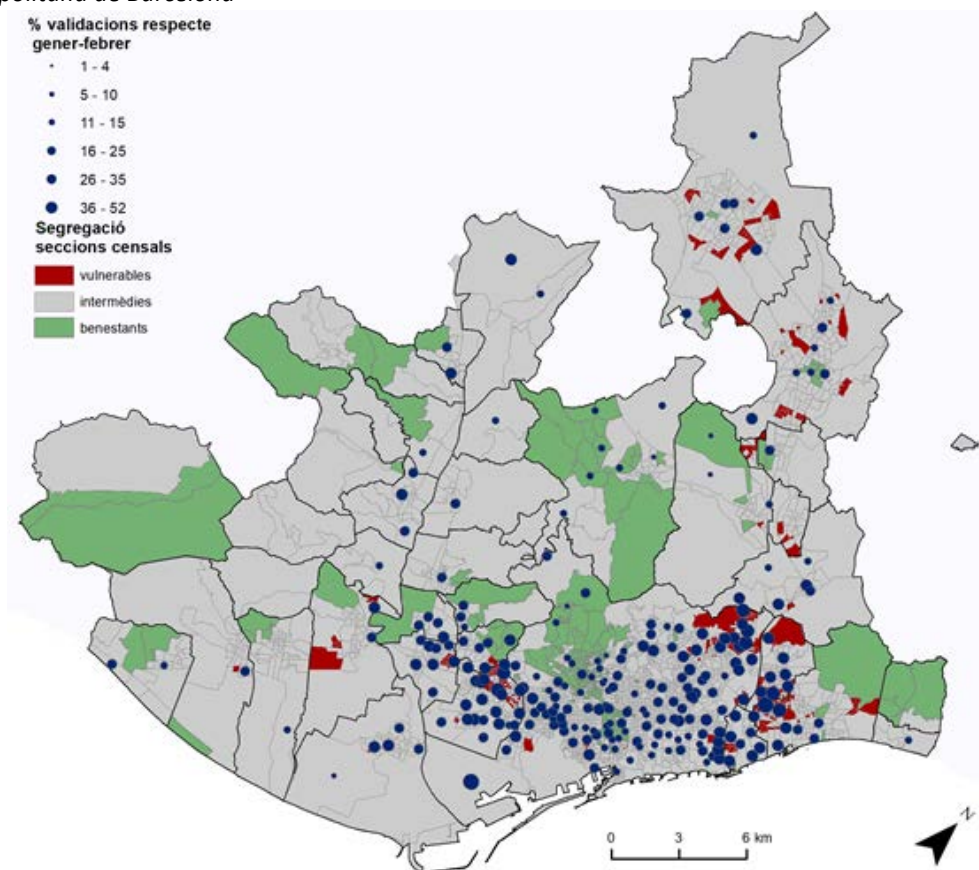 % validacions respecte
gener-febrer
1 - 4
5 - 10
11 - 15
16 - 25
26 - 35
36 - 52
Segregació
seccions censals
vulnerables
intermèdies
benestants
0 3 6 km
N